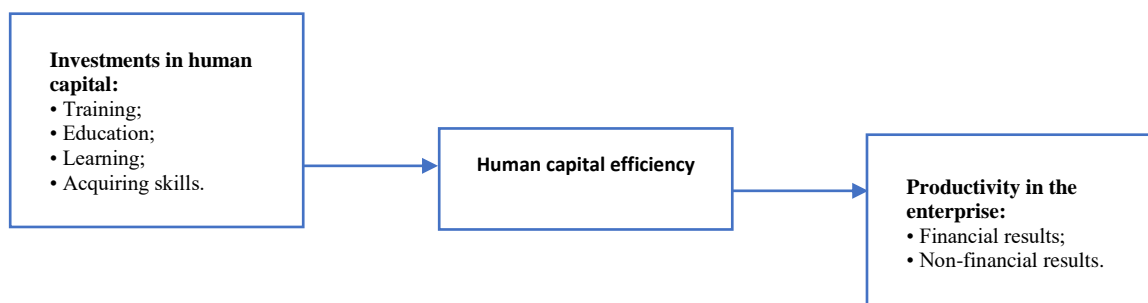 Investments in human
capital:
• Training;
• Education;
• Learning;
• Acquiring skills.
Human capital efficiency
Productivity in the
enterprise:
• Financial results;
• Non-financial results.